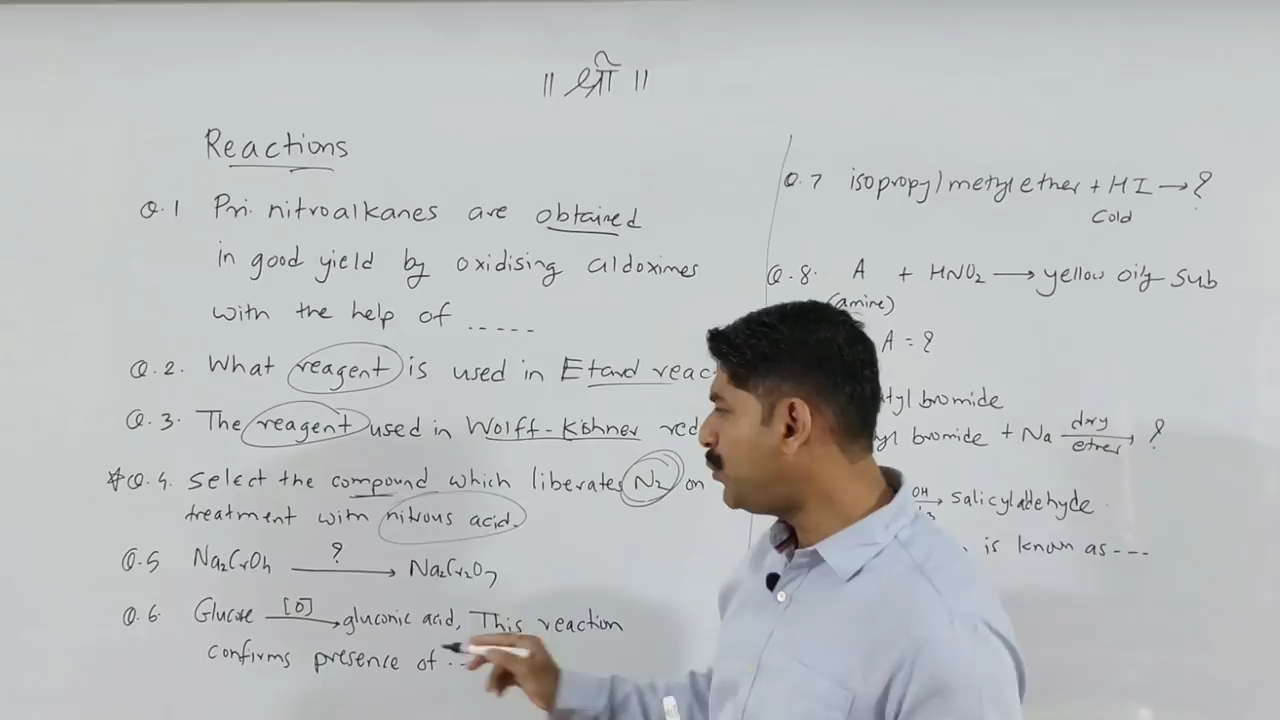 ॥ श्री ॥
Reactions
Q.1 Pri. nitroalkanes are obtained
in good yield by oxidising aldoximes
with the help of -----
Q.2. What reagent is used in Etard reac
Q.3. The reagent used in Wolff-Kishner red
*Q.4. Select the compound which liberates N₂ on
treatment with nitrous acid.
Q.5 Na₂CrO₄ ? → Na₂Cr₂O₇
Q.6. Glucose [O] → gluconic acid, This reaction
confirms presence of ...
Q.7 isopropyl metyl ether + HI → ?
Cold
Q.8. A + HNO₂ → yellow oily sub
(amine)
A = ?
tyl bromide
yl bromide + Na dry ether → ?
OH → salicylaldehyde.
is known as ---